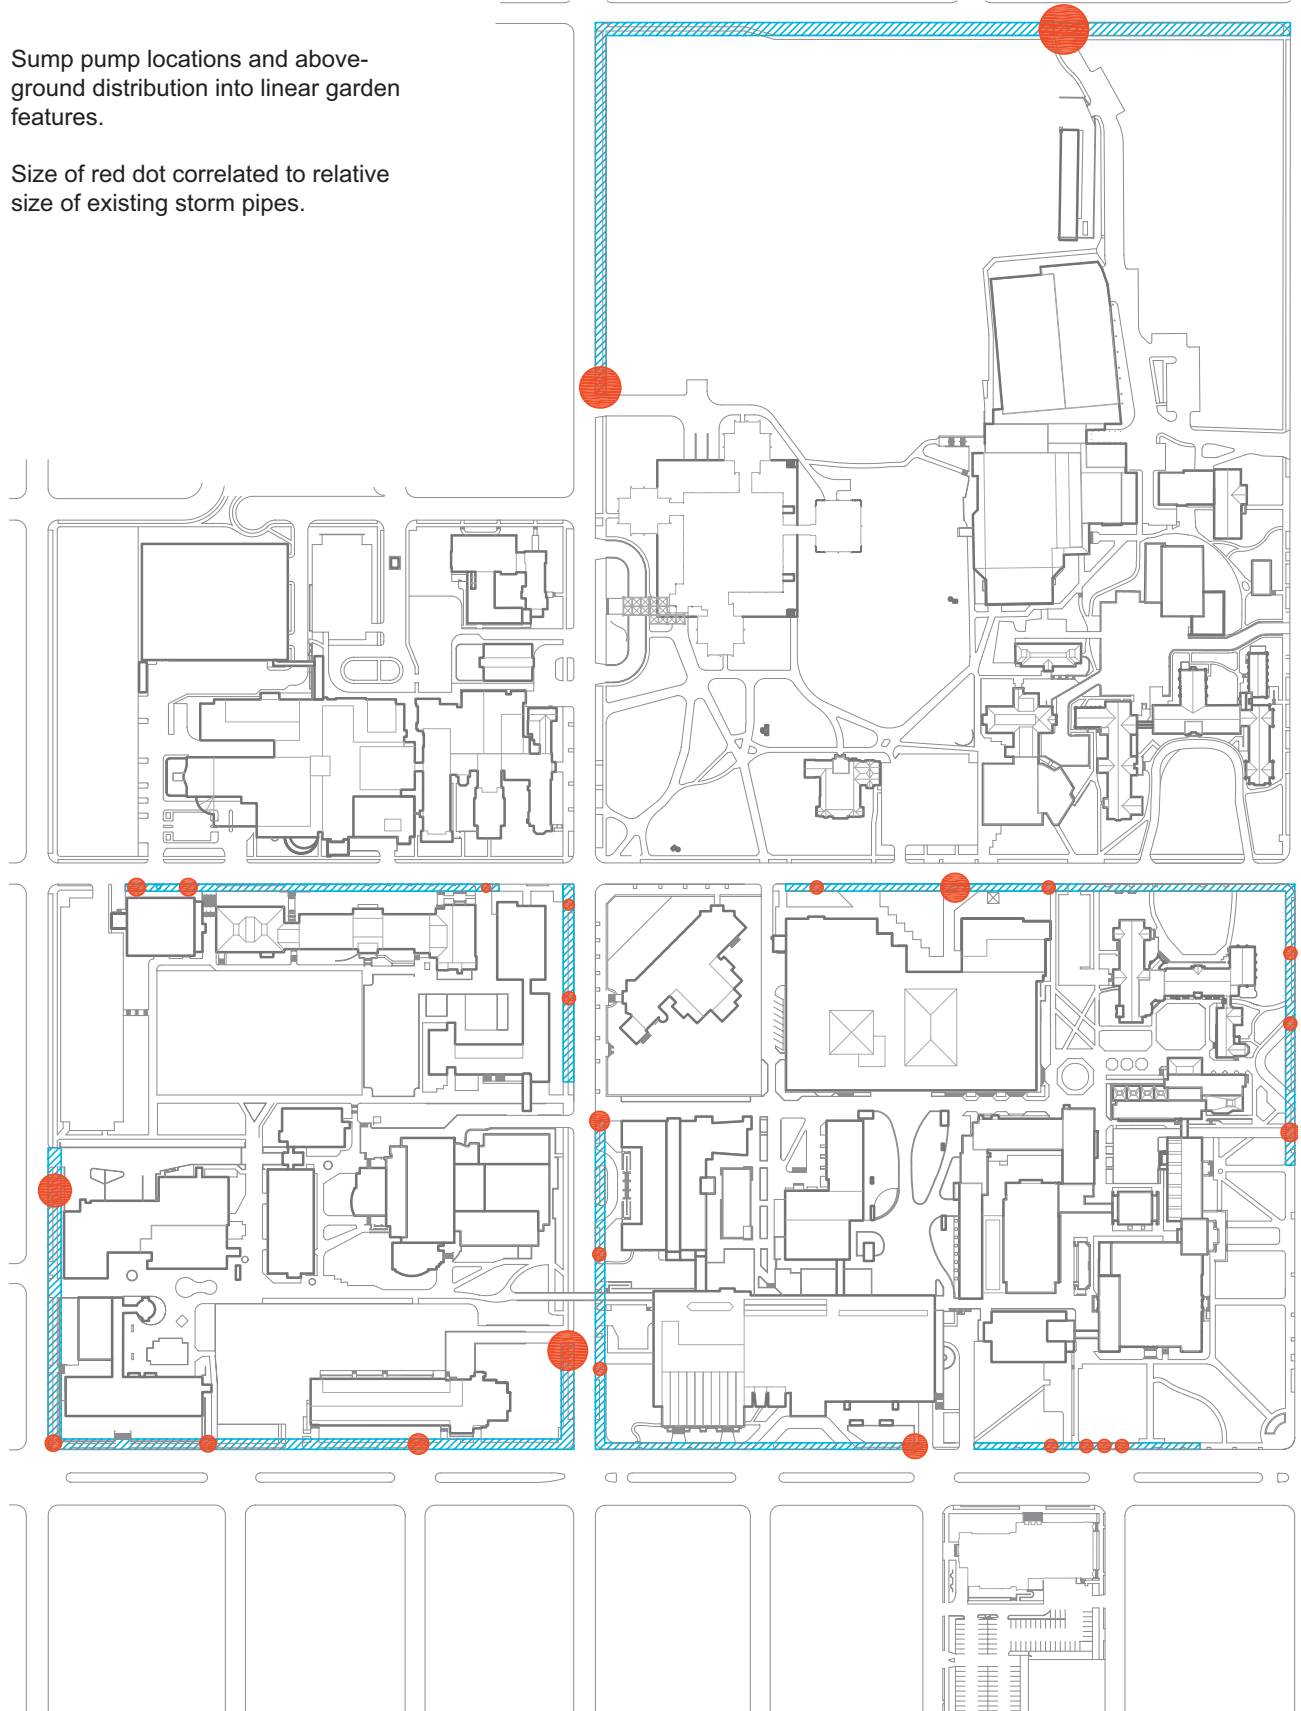 Sump pump locations and above-
ground distribution into linear garden
features.
Size of red dot correlated to relative
size of existing storm pipes.